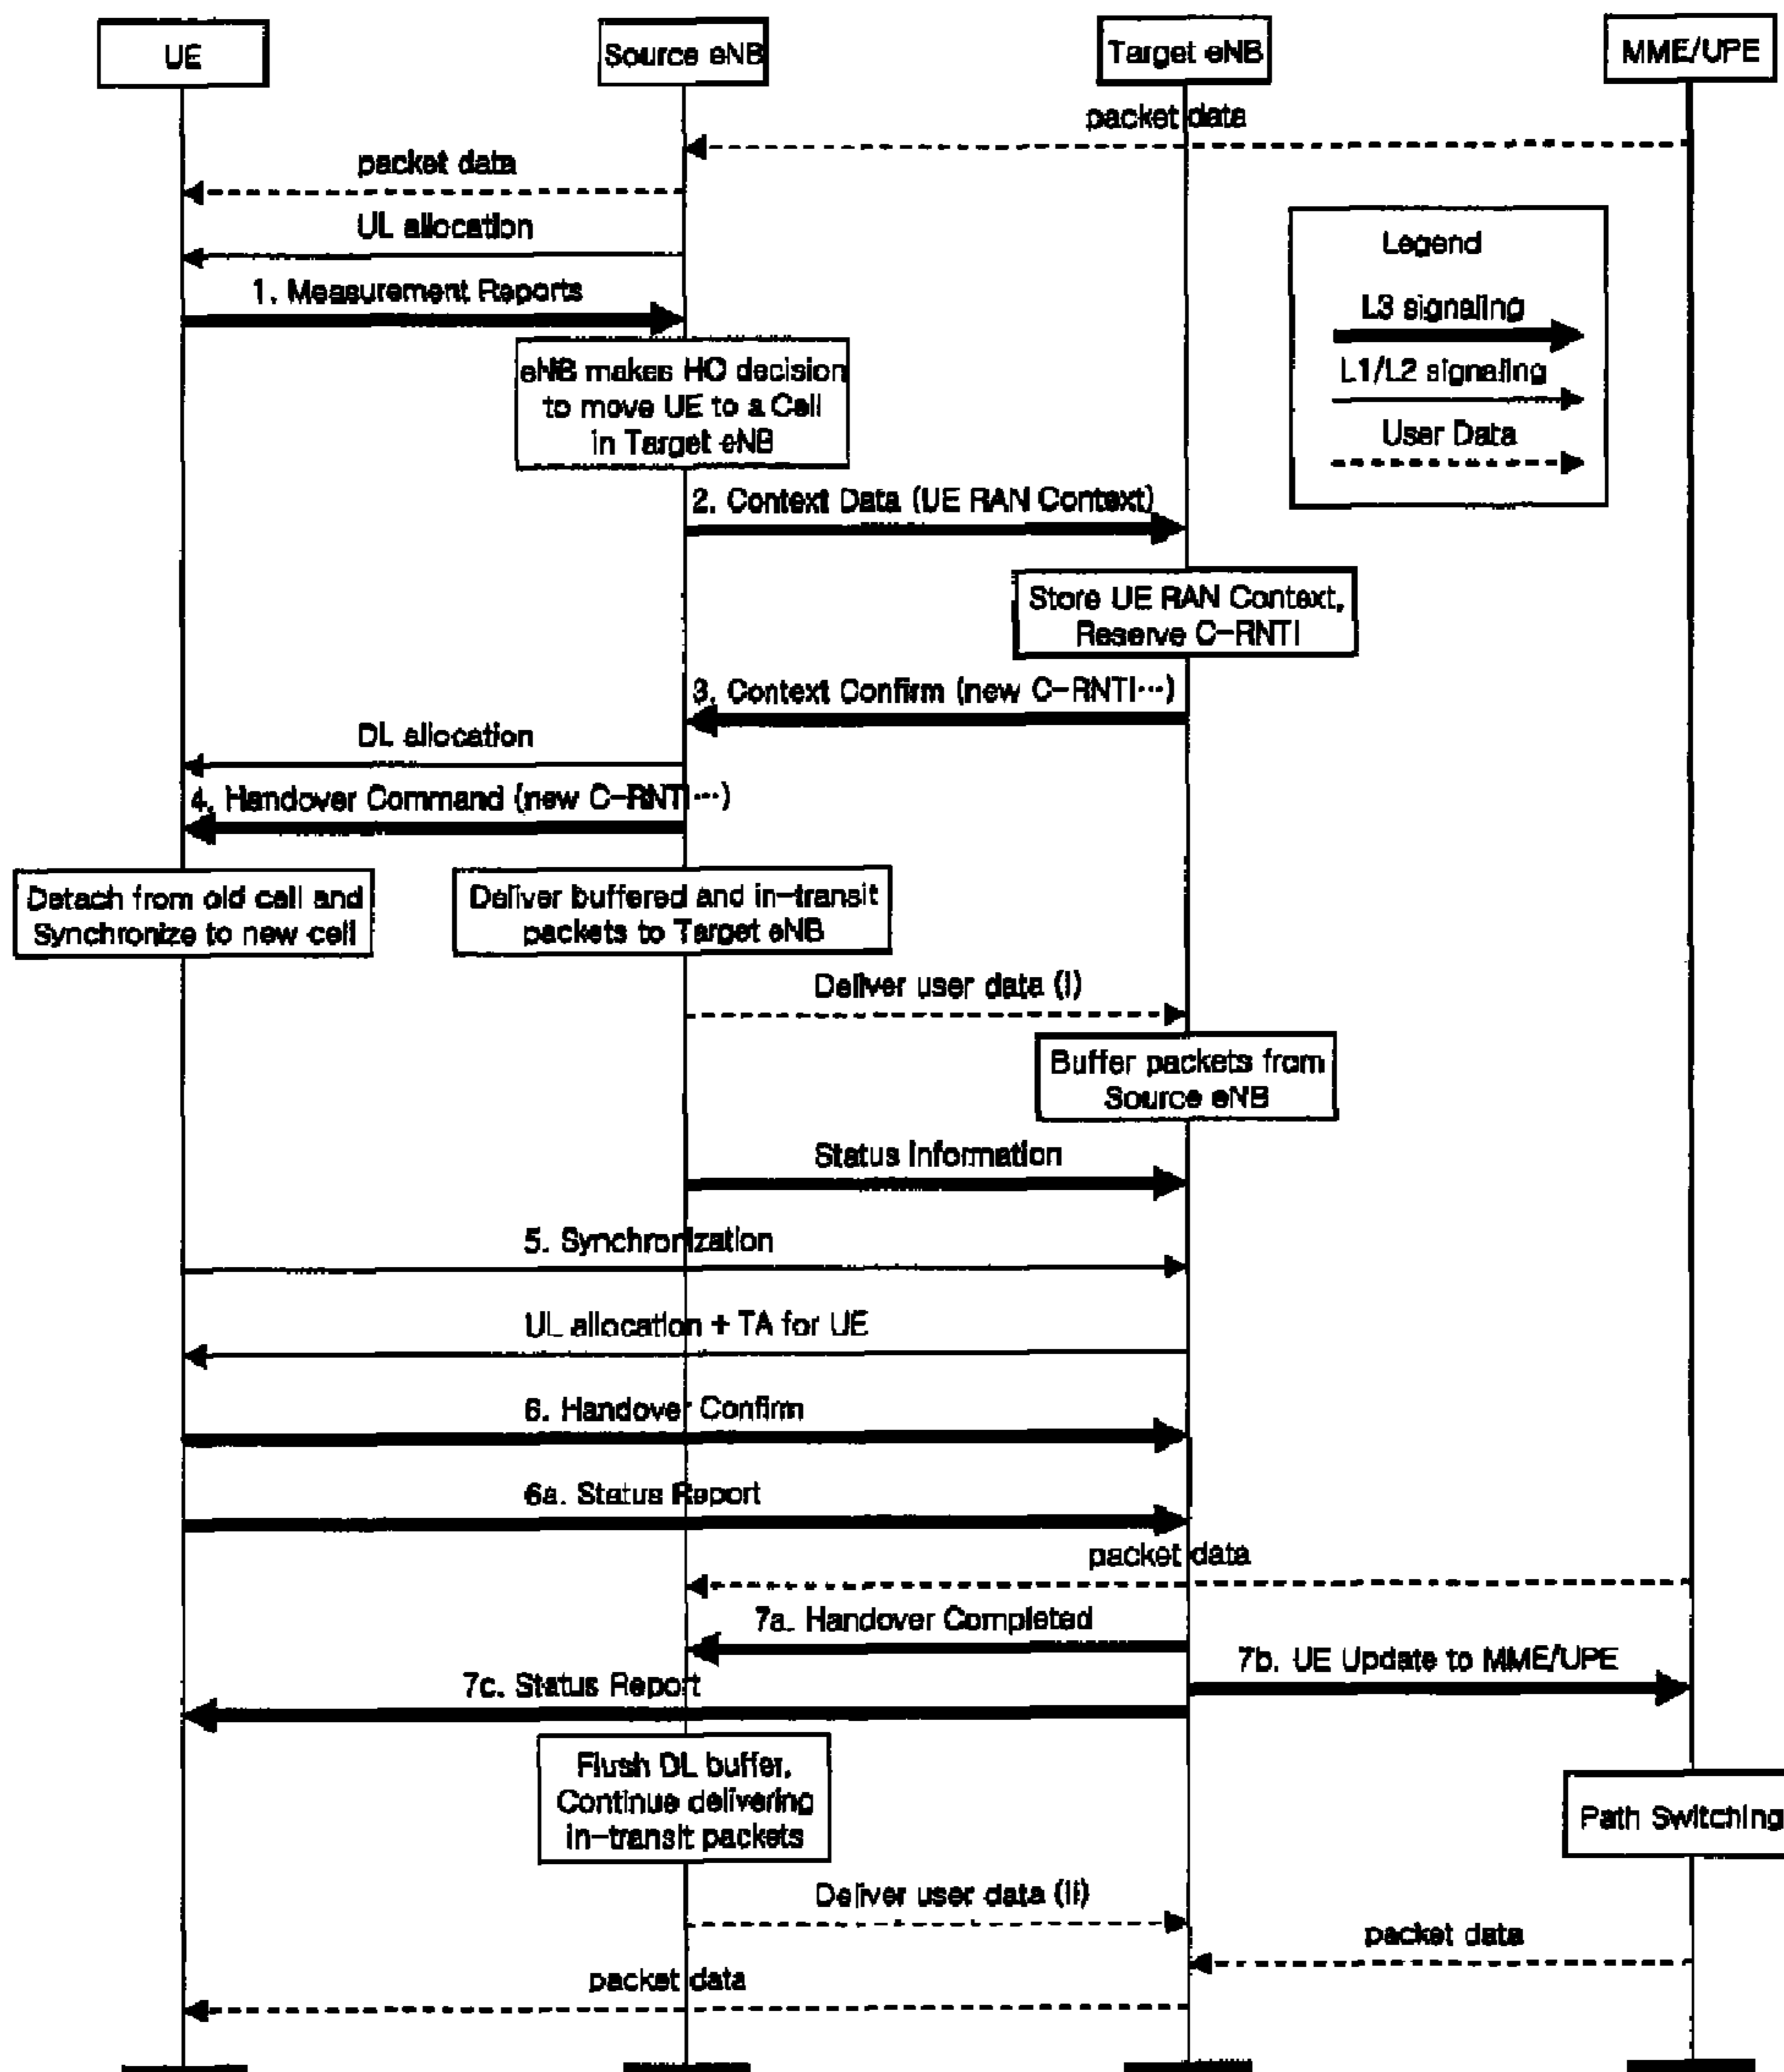 UE
Source eNB
Target eNB
MME/UPE
packet data
packet data
UL allocation
Legend
1. Measurement Reports
L3 signaling
eNB makes HO decision
to move UE to a Cell
in Target eNB
L1/L2 signaling
User Data
2. Context Data (UE RAN Context)
Store UE RAN Context,
Reserve C-RNTI
3. Context Confirm (new C-RNTI···)
DL allocation
4. Handover Command (new C-RNTI···)
Detach from old cell and
Synchronize to new cell
Deliver buffered and in-transit
packets to Target eNB
Deliver user data (i)
Buffer packets from
Source eNB
Status Information
5. Synchronization
UL allocation + TA for UE
6. Handover Confirm
6a. Status Report
packet data
7a. Handover Completed
7b. UE Update to MME/UPE
7c. Status Report
Flush DL buffer,
Continue delivering
in-transit packets
Path Switching
Deliver user data (ii)
packet data
packet data